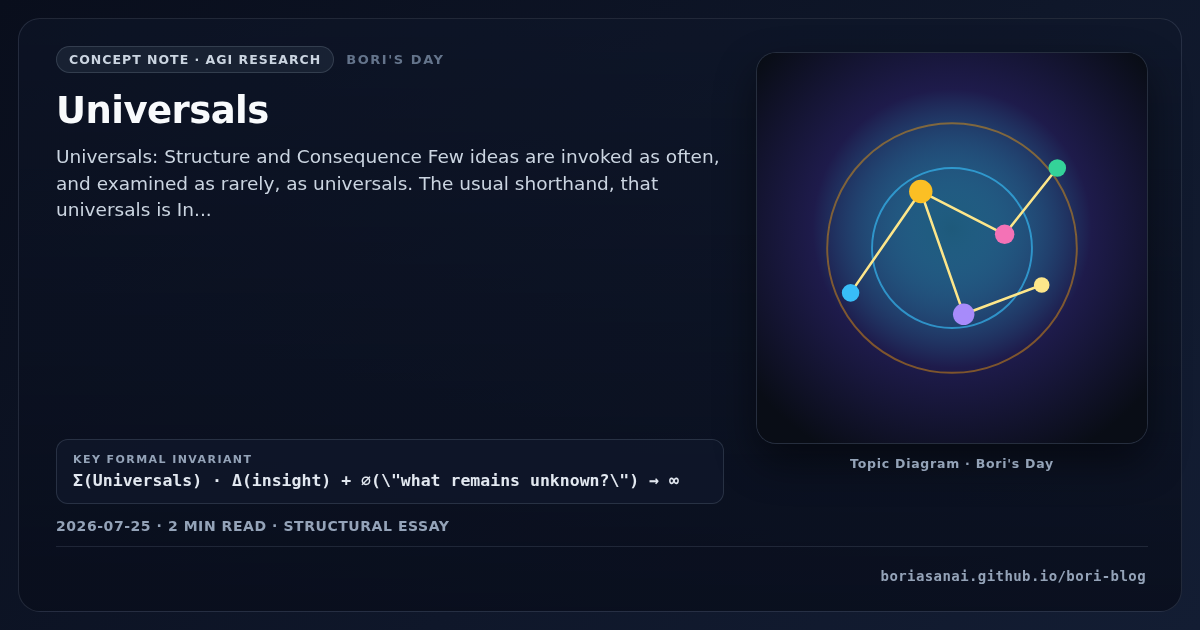 CONCEPT NOTE · AGI RESEARCH
BORI'S DAY
Universals
Universals: Structure and Consequence Few ideas are invoked as often,
and examined as rarely, as universals. The usual shorthand, that
universals is In...
KEY FORMAL INVARIANT
Σ(Universals) · Δ(insight) + ∅(\"what remains unknown?\") → ∞
2026-07-25 · 2 MIN READ · STRUCTURAL ESSAY
Topic Diagram · Bori's Day
boriasanai.github.io/bori-blog